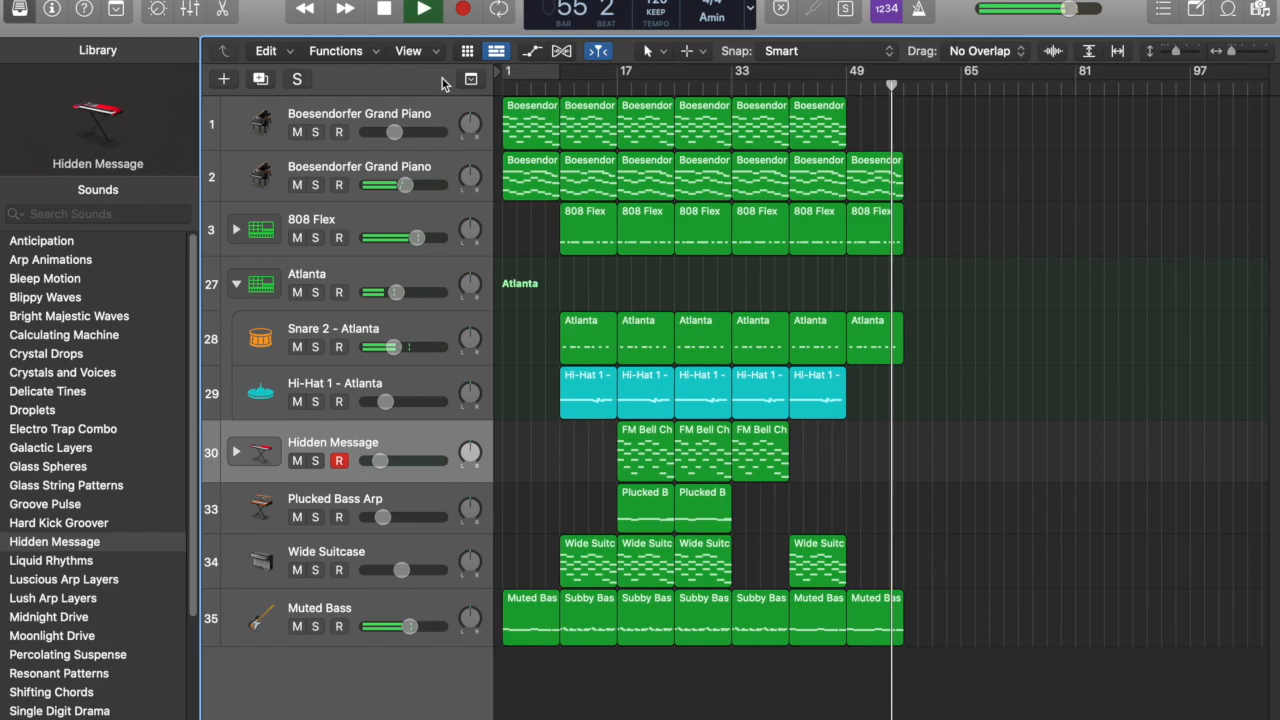 55 2 120 4/4
BAR BEAT KEEP Amin
TEMPO
S 1234
Library Edit Functions View Snap: Smart Drag: No Overlap
S 1 17 33 49 65 81 97
Hidden Message
Sounds
Search Sounds
Anticipation
Arp Animations
Bleep Motion
Blippy Waves
Bright Majestic Waves
Calculating Machine
Crystal Drops
Crystals and Voices
Delicate Tines
Droplets
Electro Trap Combo
Galactic Layers
Glass Spheres
Glass String Patterns
Groove Pulse
Hard Kick Groover
Hidden Message
Liquid Rhythms
Luscious Arp Layers
Lush Arp Layers
Midnight Drive
Moonlight Drive
Percolating Suspense
Resonant Patterns
Shifting Chords
Single Digit Drama
1 Boesendorfer Grand Piano
M S R L R
Boesendor Boesendor Boesendor Boesendor Boesendor Boesendor
2 Boesendorfer Grand Piano
M S R L R
Boesendor Boesendor Boesendor Boesendor Boesendor Boesendor Boesendor
3 808 Flex
M S R L R
808 Flex 808 Flex 808 Flex 808 Flex 808 Flex 808 Flex
27 Atlanta
M S R L R
Atlanta
28 Snare 2 - Atlanta
M S R L R
Atlanta Atlanta Atlanta Atlanta Atlanta Atlanta
29 Hi-Hat 1 - Atlanta
M S R L R
Hi-Hat 1 - Hi-Hat 1 - Hi-Hat 1 - Hi-Hat 1 - Hi-Hat 1 -
30 Hidden Message
M S R L R
FM Bell Ch FM Bell Ch FM Bell Ch
33 Plucked Bass Arp
M S R L R
Plucked B Plucked B
34 Wide Suitcase
M S R L R
Wide Suitc Wide Suitc Wide Suitc Wide Suitc
35 Muted Bass
M S R L R
Muted Bas Subby Bas Subby Bas Subby Bas Subby Bas Muted Bas Muted Bas